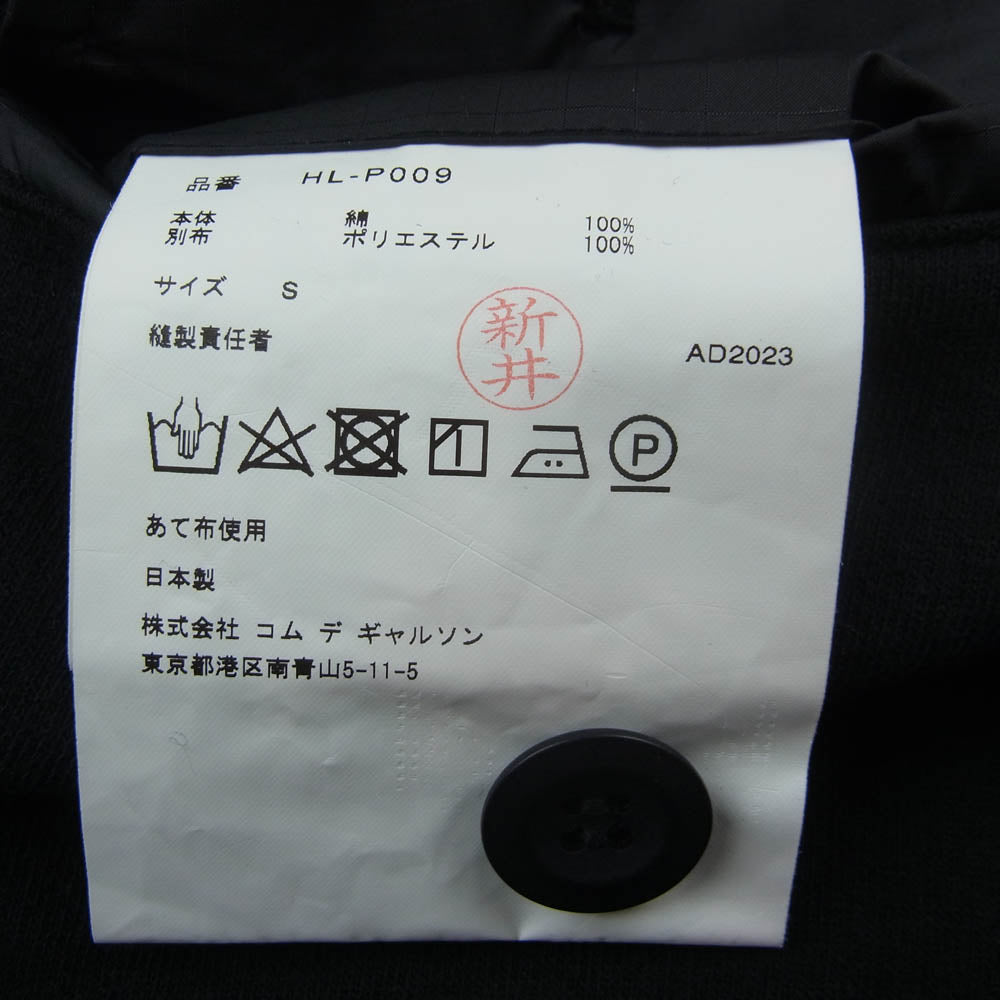 品番 HL-P009
本体 綿 100%
別布 ポリエステル 100%
サイズ S
縫製責任者 新井 AD2023
P
あて布使用
日本製
株式会社 コム デ ギャルソン
東京都港区南青山5-11-5